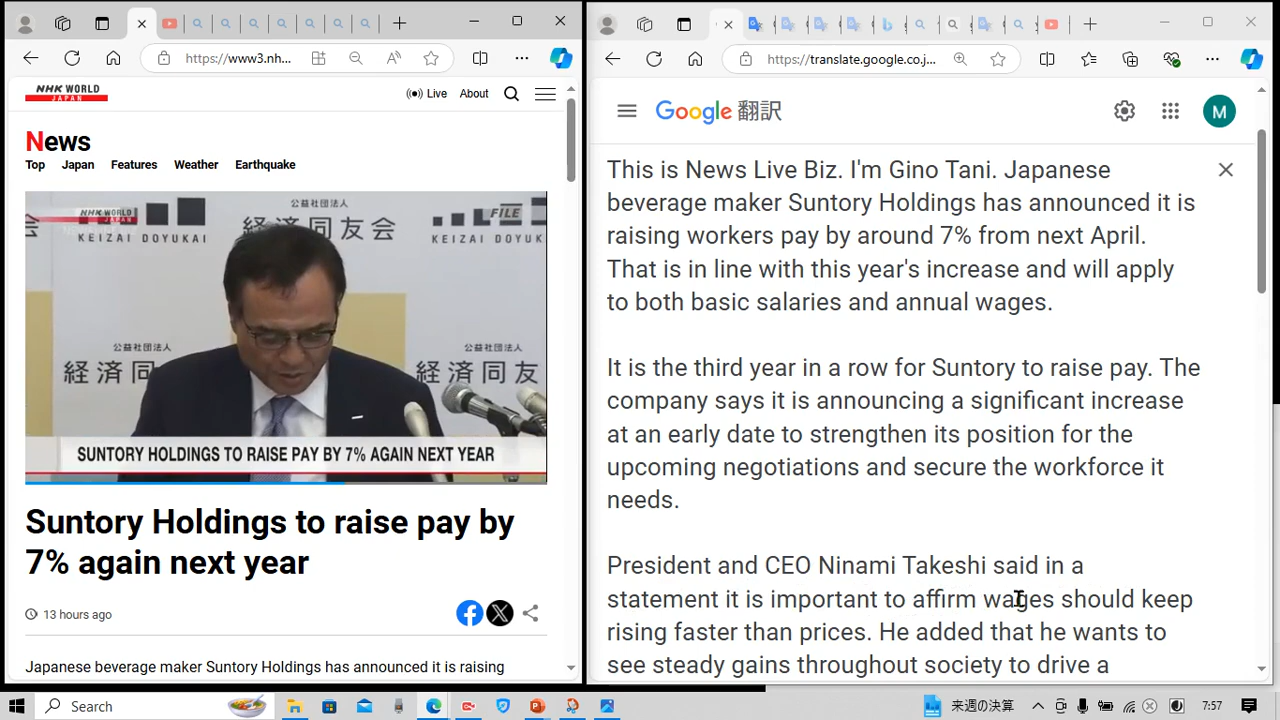 https://www3.nh...
NHK WORLD
JAPAN
Live
About
News
Top
Japan
Features
Weather
Earthquake
公益社団法人
経済同友会
KEIZAI DOYUKAI
NHK WORLD
JAPAN
FILE
KEIZAI DOYUKAI
公益社団法人
経済同友
公益社団法人
経済同友
SUNTORY HOLDINGS TO RAISE PAY BY 7% AGAIN NEXT YEAR
Suntory Holdings to raise pay by
7% again next year
13 hours ago
Japanese beverage maker Suntory Holdings has announced it is raising
https://translate.google.co.j...
Google 翻訳
M
This is News Live Biz. I'm Gino Tani. Japanese
beverage maker Suntory Holdings has announced it is
raising workers pay by around 7% from next April.
That is in line with this year's increase and will apply
to both basic salaries and annual wages.
It is the third year in a row for Suntory to raise pay. The
company says it is announcing a significant increase
at an early date to strengthen its position for the
upcoming negotiations and secure the workforce it
needs.
President and CEO Ninami Takeshi said in a
statement it is important to affirm wages should keep
rising faster than prices. He added that he wants to
see steady gains throughout society to drive a
Search
来週の決算
7:57